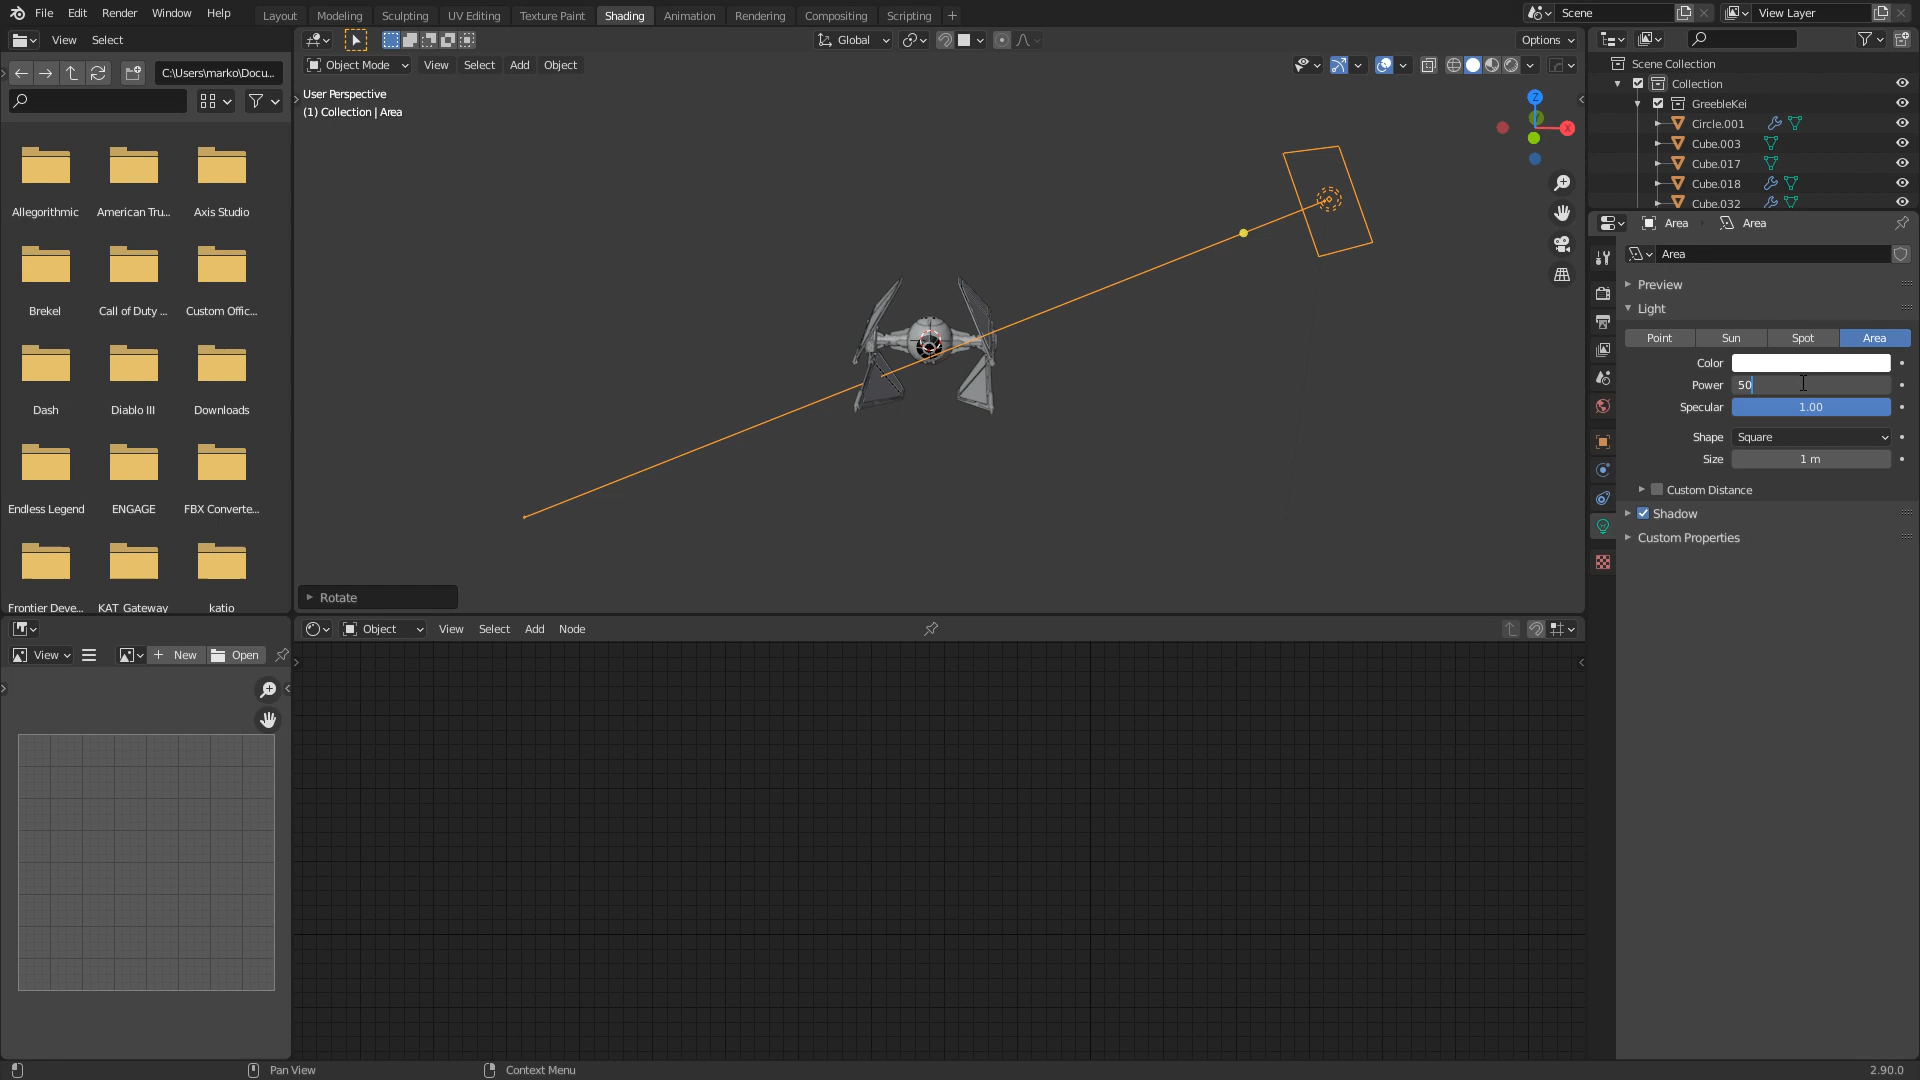 File Edit Render Window Help Layout Modeling Sculpting UV Editing Texture Paint Shading Animation Rendering Compositing Scripting + Scene View Layer
View Select
C:\Users\marko\Docu...
Allegorithmic American Tru... Axis Studio
Brekel Call of Duty ... Custom Offic...
Dash Diablo III Downloads
Endless Legend ENGAGE FBX Converte...
Frontier Deve... KAT Gateway katio
Global Options
Object Mode View Select Add Object
User Perspective
(1) Collection | Area
Z
X
Rotate
Scene Collection
Collection
GreebleKei
Circle.001
Cube.003
Cube.017
Cube.018
Cube.032
Area Area
Area
Preview
Light
Point Sun Spot Area
Color
Power 50
Specular 1.00
Shape Square
Size 1 m
Custom Distance
Shadow
Custom Properties
View New Open
Object View Select Add Node
Pan View Context Menu 2.90.0